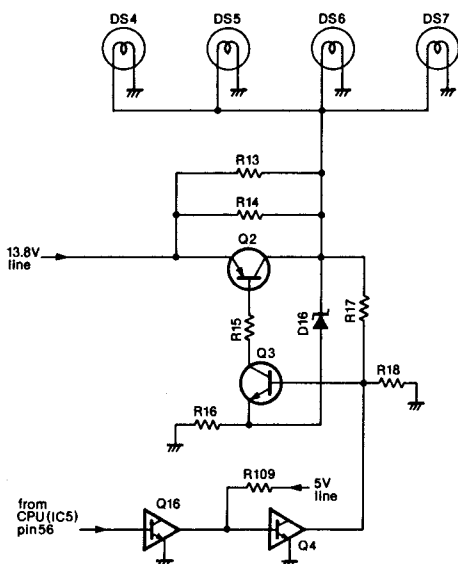 DS4 DS5 DS6 DS7
R13
R14
13.8V
line
Q2
R15
D16
R17
Q3
R18
R16
R109
5V
line
from
CPU(IC5)
pin56
Q16
Q4